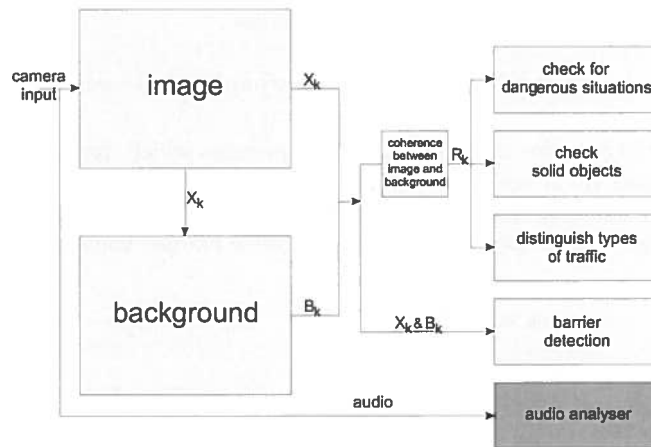 camera
input
image
X_k
X_k
background
B_k
coherence
between
image and
background
R_k
check for
dangerous situations
check
solid objects
distinguish types
of traffic
X_k & B_k
barrier
detection
audio
audio analyser